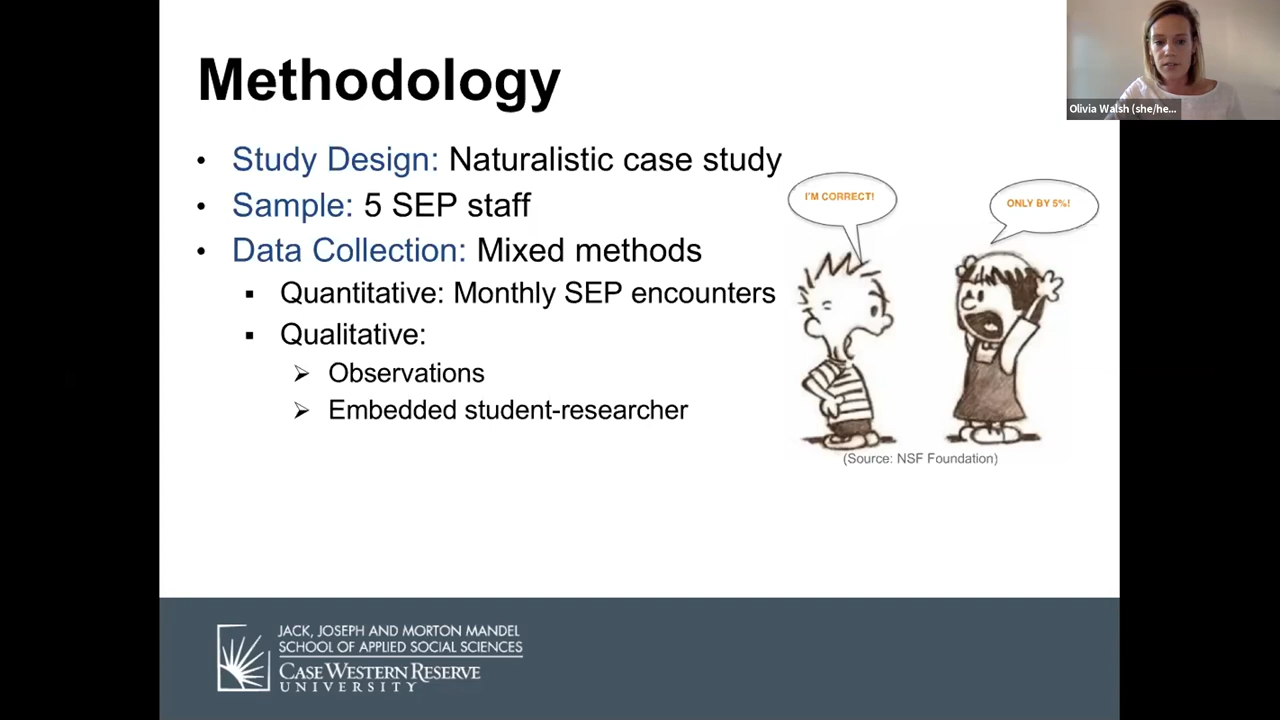 Methodology
Olivia Walsh (she/he...
• Study Design: Naturalistic case study
• Sample: 5 SEP staff
• Data Collection: Mixed methods
▪ Quantitative: Monthly SEP encounters
▪ Qualitative:
➢ Observations
➢ Embedded student-researcher
I'M CORRECT!
ONLY BY 5%!
(Source: NSF Foundation)
JACK, JOSEPH AND MORTON MANDEL
SCHOOL OF APPLIED SOCIAL SCIENCES
CASE WESTERN RESERVE
UNIVERSITY